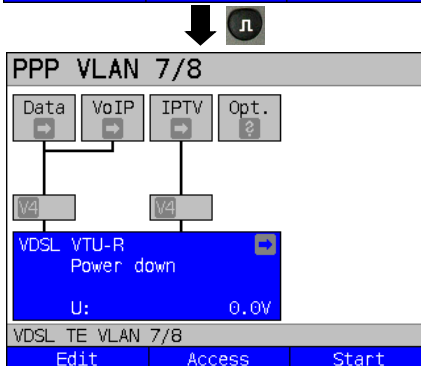 PPP VLAN 7/8
Data VoIP IPTV Opt.
V4 V4
VDSL VTU-R
Power down
U: 0.0V
VDSL TE VLAN 7/8
Edit Access Start